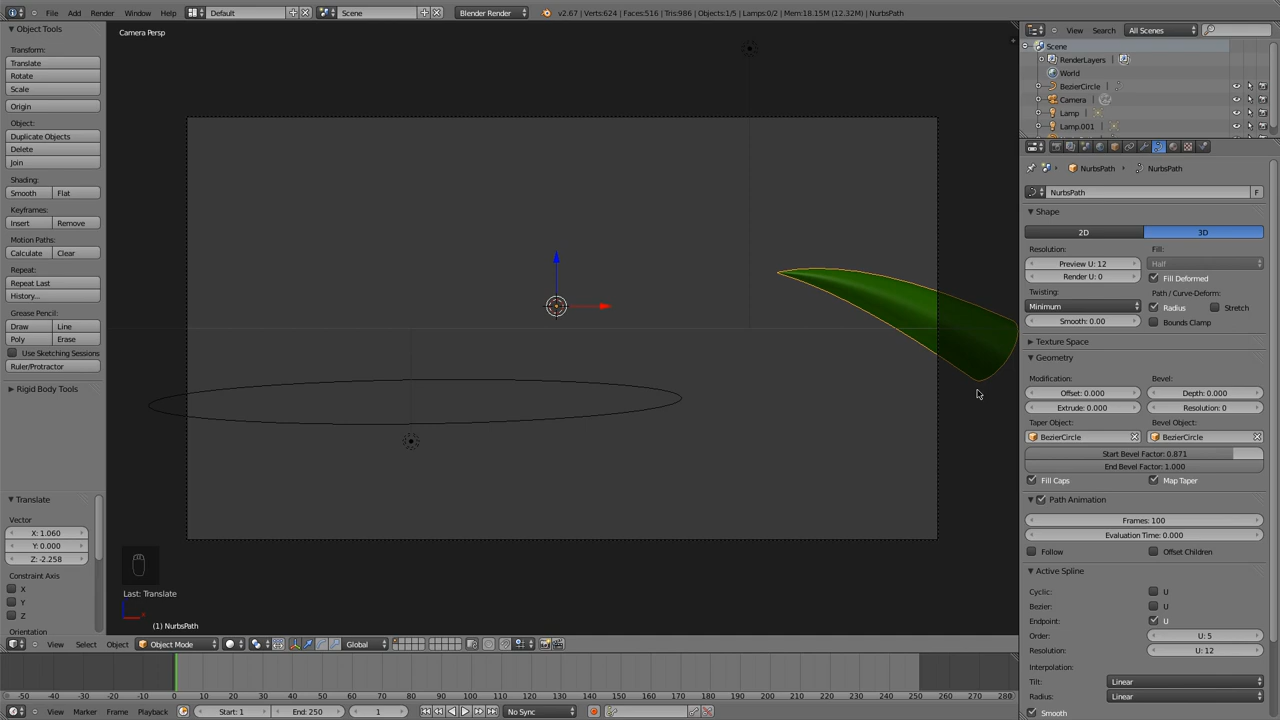 File Add Render Window Help Default Scene Blender Render v2.67 | Verts:624 | Faces:516 | Tris:986 | Objects:1/5 | Lamps:0/2 | Mem:18.15M (12.32M) | NurbsPath
Object Tools
Transform:
Translate
Rotate
Scale
Origin
Object:
Duplicate Objects
Delete
Join
Shading:
Smooth Flat
Keyframes:
Insert Remove
Motion Paths:
Calculate Clear
Repeat:
Repeat Last
History...
Grease Pencil:
Draw Line
Poly Erase
Use Sketching Sessions
Ruler/Protractor
Rigid Body Tools
Translate
Vector
X: 1.060
Y: 0.000
Z: -2.258
Constraint Axis
X
Y
Z
Orientation
Camera Persp
Last: Translate
(1) NurbsPath
View Select Object Object Mode Global
View Search All Scenes
Scene
RenderLayers |
World
BezierCircle |
Camera |
Lamp |
Lamp.001 |
NurbsPath NurbsPath
NurbsPath F
Shape
2D 3D
Resolution: Fill:
Preview U: 12 Half
Render U: 0 Fill Deformed
Twisting: Path / Curve-Deform:
Minimum Radius Stretch
Smooth: 0.00 Bounds Clamp
Texture Space
Geometry
Modification: Bevel:
Offset: 0.000 Depth: 0.000
Extrude: 0.000 Resolution: 0
Taper Object: Bevel Object:
BezierCircle BezierCircle
Start Bevel Factor: 0.871
End Bevel Factor: 1.000
Fill Caps Map Taper
Path Animation
Frames: 100
Evaluation Time: 0.000
Follow Offset Children
Active Spline
Cyclic: U
Bezier: U
Endpoint: U
Order: U: 5
Resolution: U: 12
Interpolation:
Tilt: Linear
Radius: Linear
Smooth
-50 -40 -30 -20 -10 0 10 20 30 40 50 60 70 80 90 100 110 120 130 140 150 160 170 180 190 200 210 220 230 240 250 260 270 280
View Marker Frame Playback Start: 1 End: 250 1 No Sync